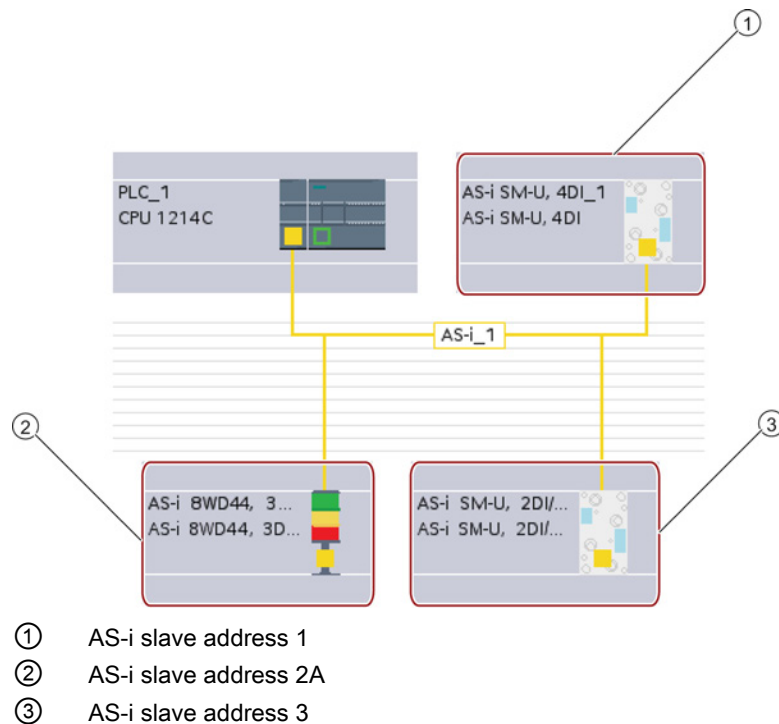 ①
PLC_1
CPU 1214C
AS-i SM-U, 4DI_1
AS-i SM-U, 4DI
AS-i_1
②
③
AS-i 8WD44, 3...
AS-i 8WD44, 3D...
AS-i SM-U, 2DI/...
AS-i SM-U, 2DI/...
① AS-i slave address 1
② AS-i slave address 2A
③ AS-i slave address 3